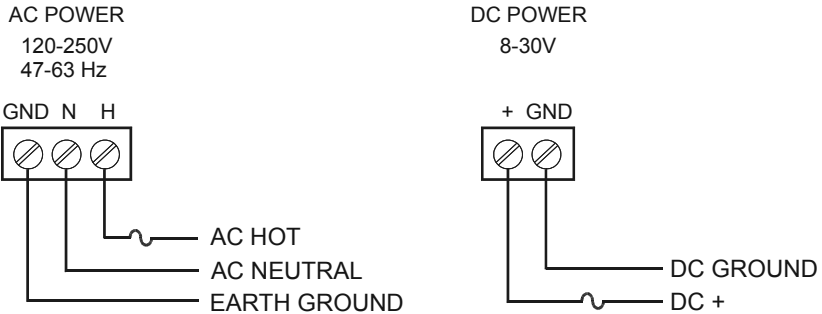 AC POWER
120-250V
47-63 Hz
GND N H
AC HOT
AC NEUTRAL
EARTH GROUND
DC POWER
8-30V
+ GND
DC GROUND
DC +